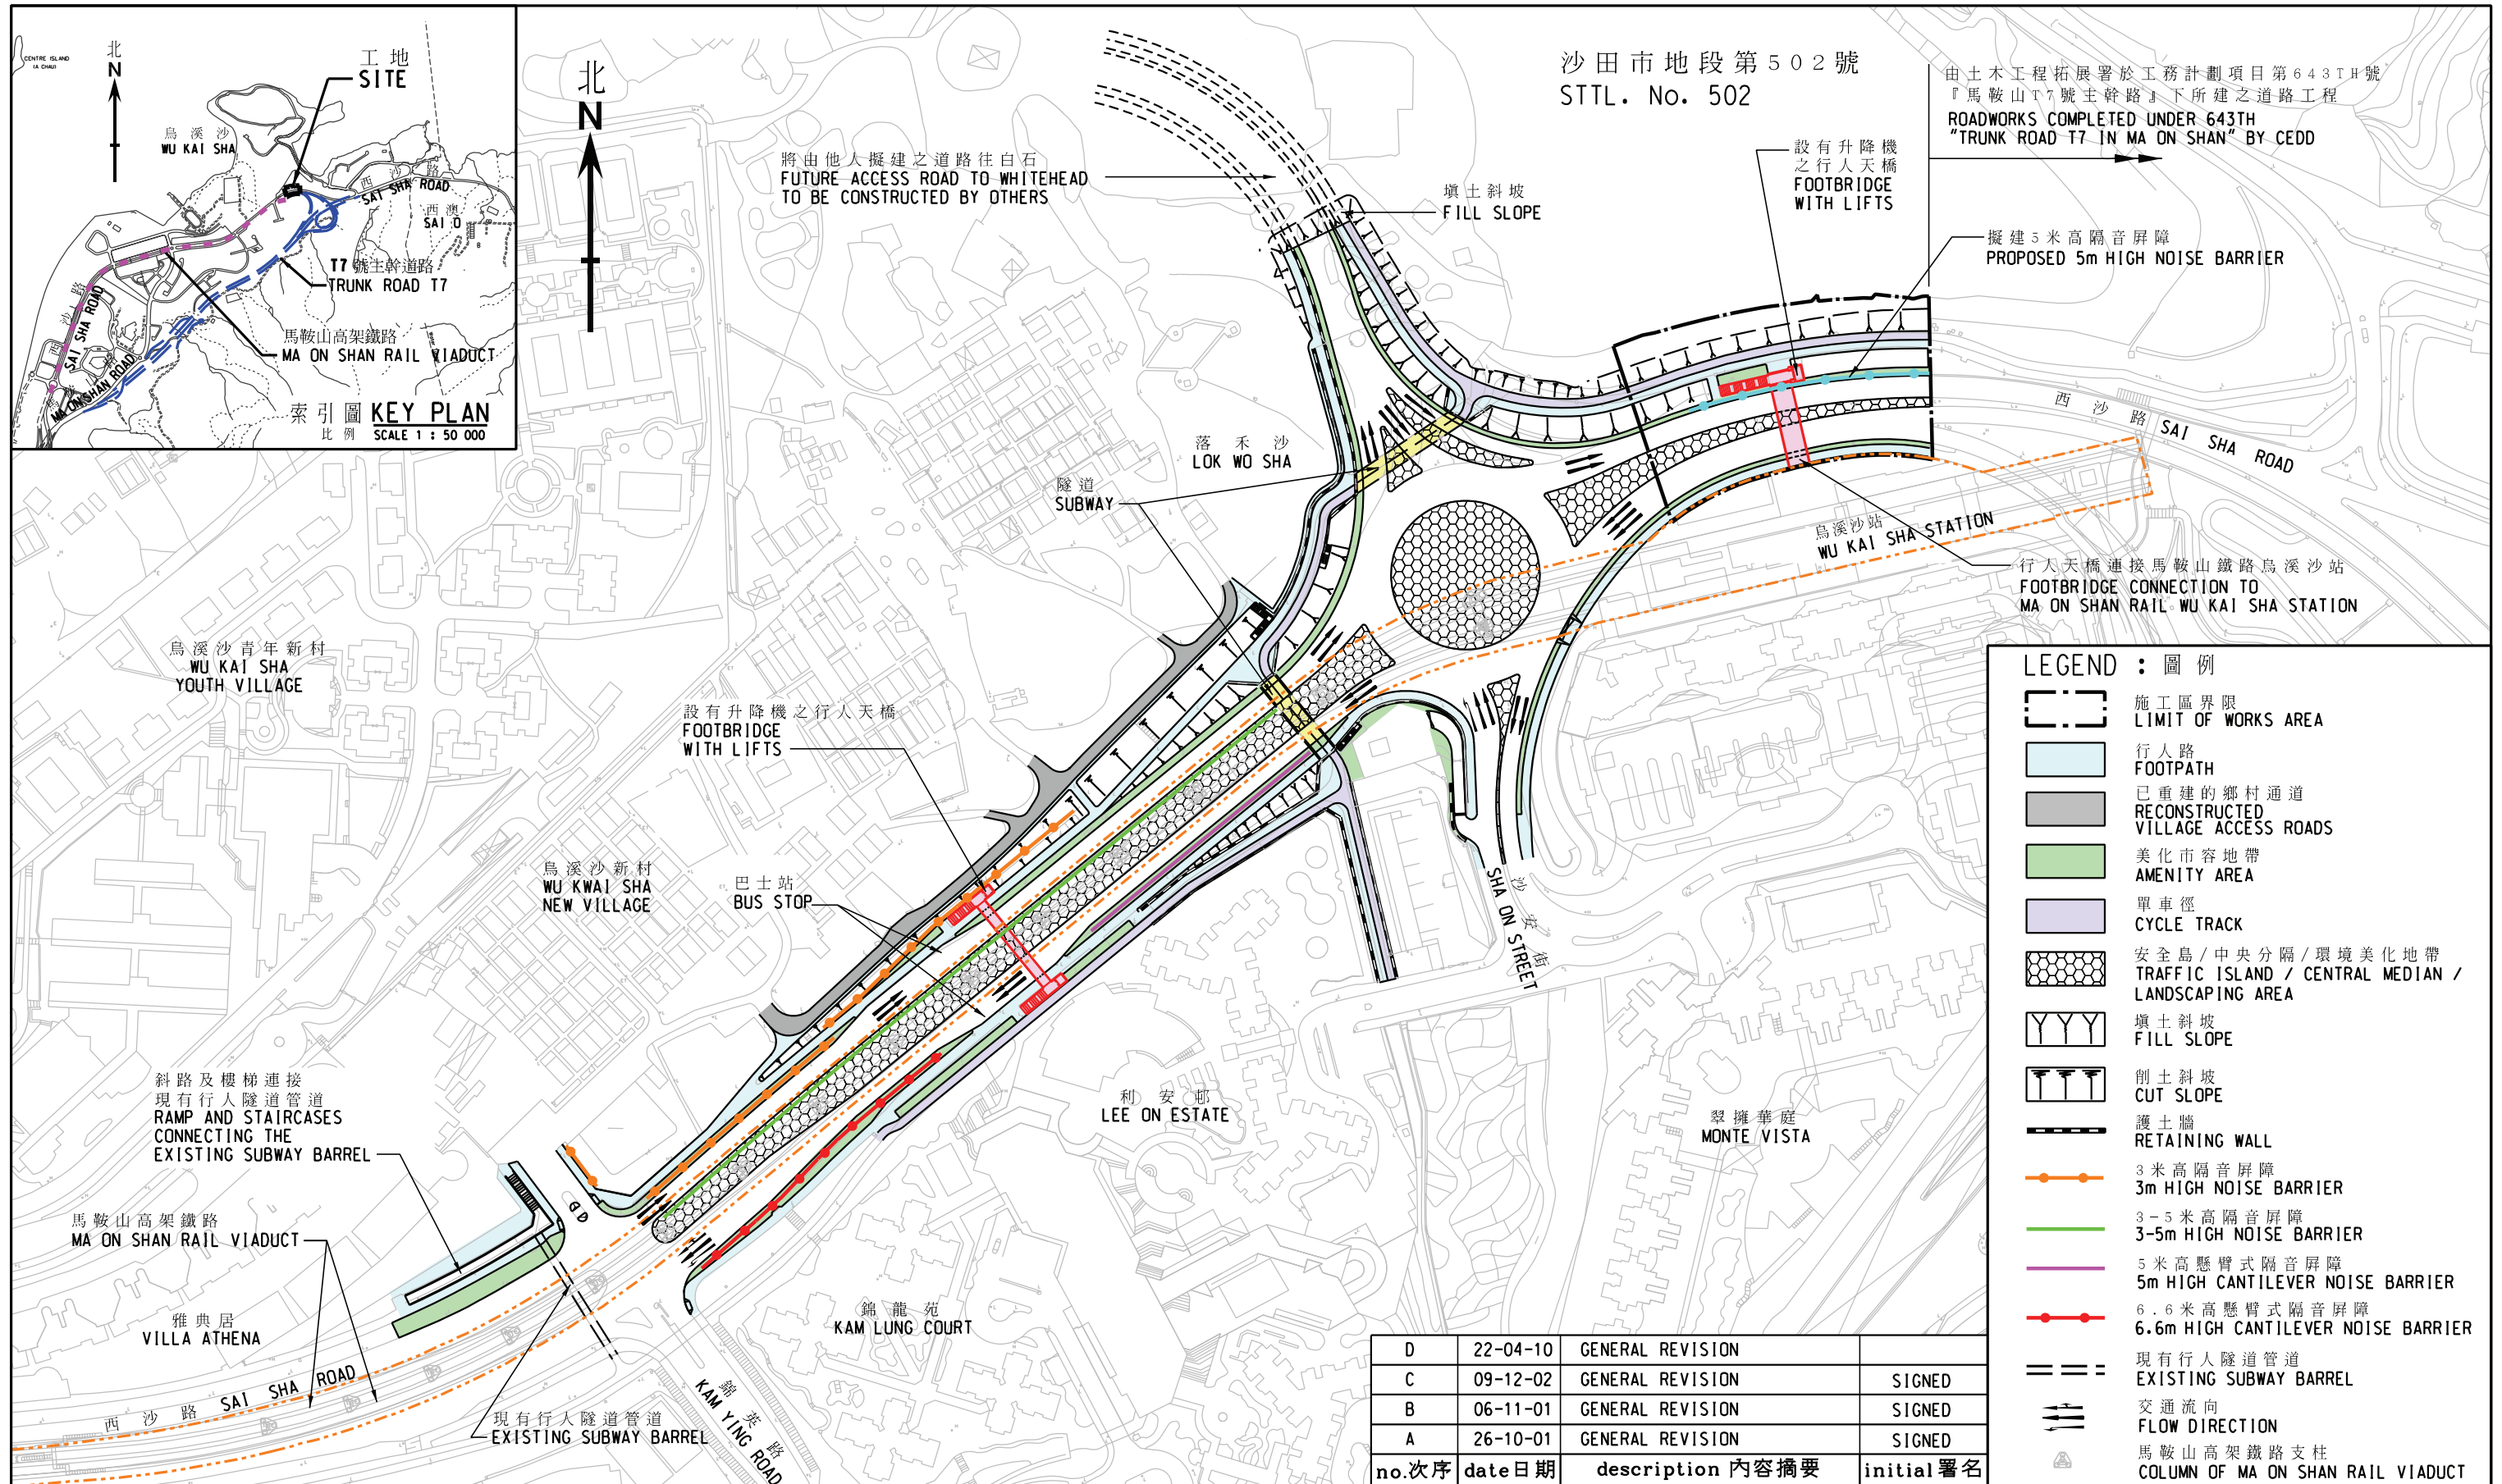 CENTRE ISLAND
(A CHAU)
北
N
工地
SITE
烏溪沙
WU KAI SHA
西沙路
SAI SHA ROAD
西澳
SAI O
T7 號主幹道路
TRUNK ROAD T7
西沙路
SAI SHA ROAD
馬鞍山高架鐵路
MA ON SHAN RAIL VIADUCT
MA ON SHAN ROAD
索引圖 KEY PLAN
比例 SCALE 1 : 50 000
北
N
沙田市地段第502號
STTL. No. 502
由土木工程拓展署於工務計劃項目第643TH號
『馬鞍山T7號主幹路』下所建之道路工程
ROADWORKS COMPLETED UNDER 643TH
"TRUNK ROAD T7 IN MA ON SHAN" BY CEDD
將由他人擬建之道路往白石
FUTURE ACCESS ROAD TO WHITEHEAD
TO BE CONSTRUCTED BY OTHERS
填土斜坡
FILL SLOPE
設有升降機
之行人天橋
FOOTBRIDGE
WITH LIFTS
擬建5米高隔音屏障
PROPOSED 5m HIGH NOISE BARRIER
西沙路 SAI SHA ROAD
落禾沙
LOK WO SHA
隧道
SUBWAY
烏溪沙站
WU KAI SHA STATION
行人天橋連接馬鞍山鐵路烏溪沙站
FOOTBRIDGE CONNECTION TO
MA ON SHAN RAIL WU KAI SHA STATION
烏溪沙青年新村
WU KAI SHA
YOUTH VILLAGE
設有升降機之行人天橋
FOOTBRIDGE
WITH LIFTS
烏溪沙新村
WU KWAI SHA
NEW VILLAGE
巴士站
BUS STOP
沙安街
SHA ON STREET
斜路及樓梯連接
現有行人隧道管道
RAMP AND STAIRCASES
CONNECTING THE
EXISTING SUBWAY BARREL
利安邨
LEE ON ESTATE
翠擁華庭
MONTE VISTA
馬鞍山高架鐵路
MA ON SHAN RAIL VIADUCT
雅典居
VILLA ATHENA
錦龍苑
KAM LUNG COURT
西沙路 SAI SHA ROAD
現有行人隧道管道
EXISTING SUBWAY BARREL
錦英路
KAM YING ROAD
LEGEND : 圖例
施工區界限
LIMIT OF WORKS AREA
行人路
FOOTPATH
已重建的鄉村通道
RECONSTRUCTED
VILLAGE ACCESS ROADS
美化市容地帶
AMENITY AREA
單車徑
CYCLE TRACK
安全島/中央分隔/環境美化地帶
TRAFFIC ISLAND / CENTRAL MEDIAN /
LANDSCAPING AREA
填土斜坡
FILL SLOPE
削土斜坡
CUT SLOPE
護土牆
RETAINING WALL
3米高隔音屏障
3m HIGH NOISE BARRIER
3-5米高隔音屏障
3-5m HIGH NOISE BARRIER
5米高懸臂式隔音屏障
5m HIGH CANTILEVER NOISE BARRIER
6.6米高懸臂式隔音屏障
6.6m HIGH CANTILEVER NOISE BARRIER
現有行人隧道管道
EXISTING SUBWAY BARREL
交通流向
FLOW DIRECTION
馬鞍山高架鐵路支柱
COLUMN OF MA ON SHAN RAIL VIADUCT
D 22-04-10 GENERAL REVISION
C 09-12-02 GENERAL REVISION SIGNED
B 06-11-01 GENERAL REVISION SIGNED
A 26-10-01 GENERAL REVISION SIGNED
no.次序 date日期 description 內容摘要 initial 署名